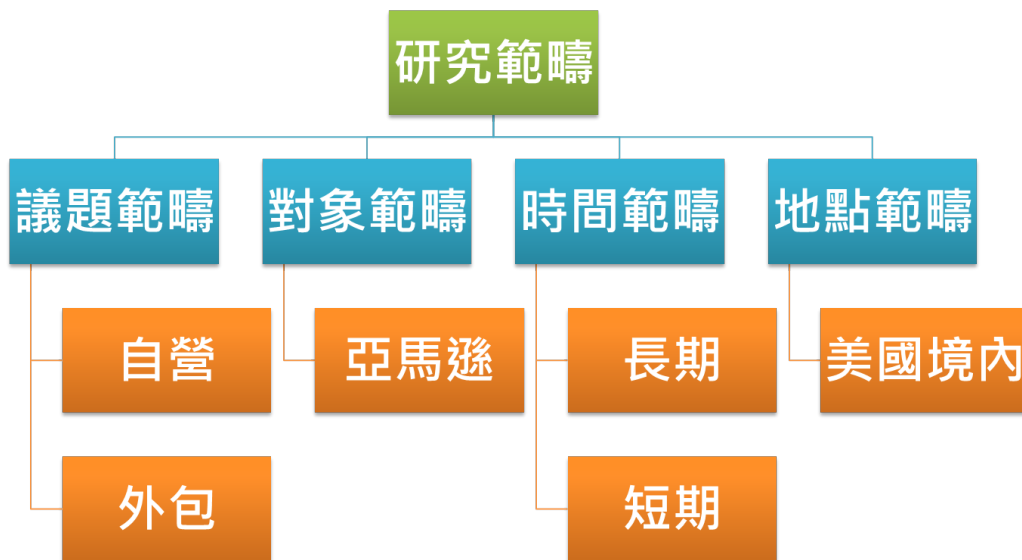 研究範疇
議題範疇
對象範疇
時間範疇
地點範疇
自營
亞馬遜
長期
美國境內
外包
短期